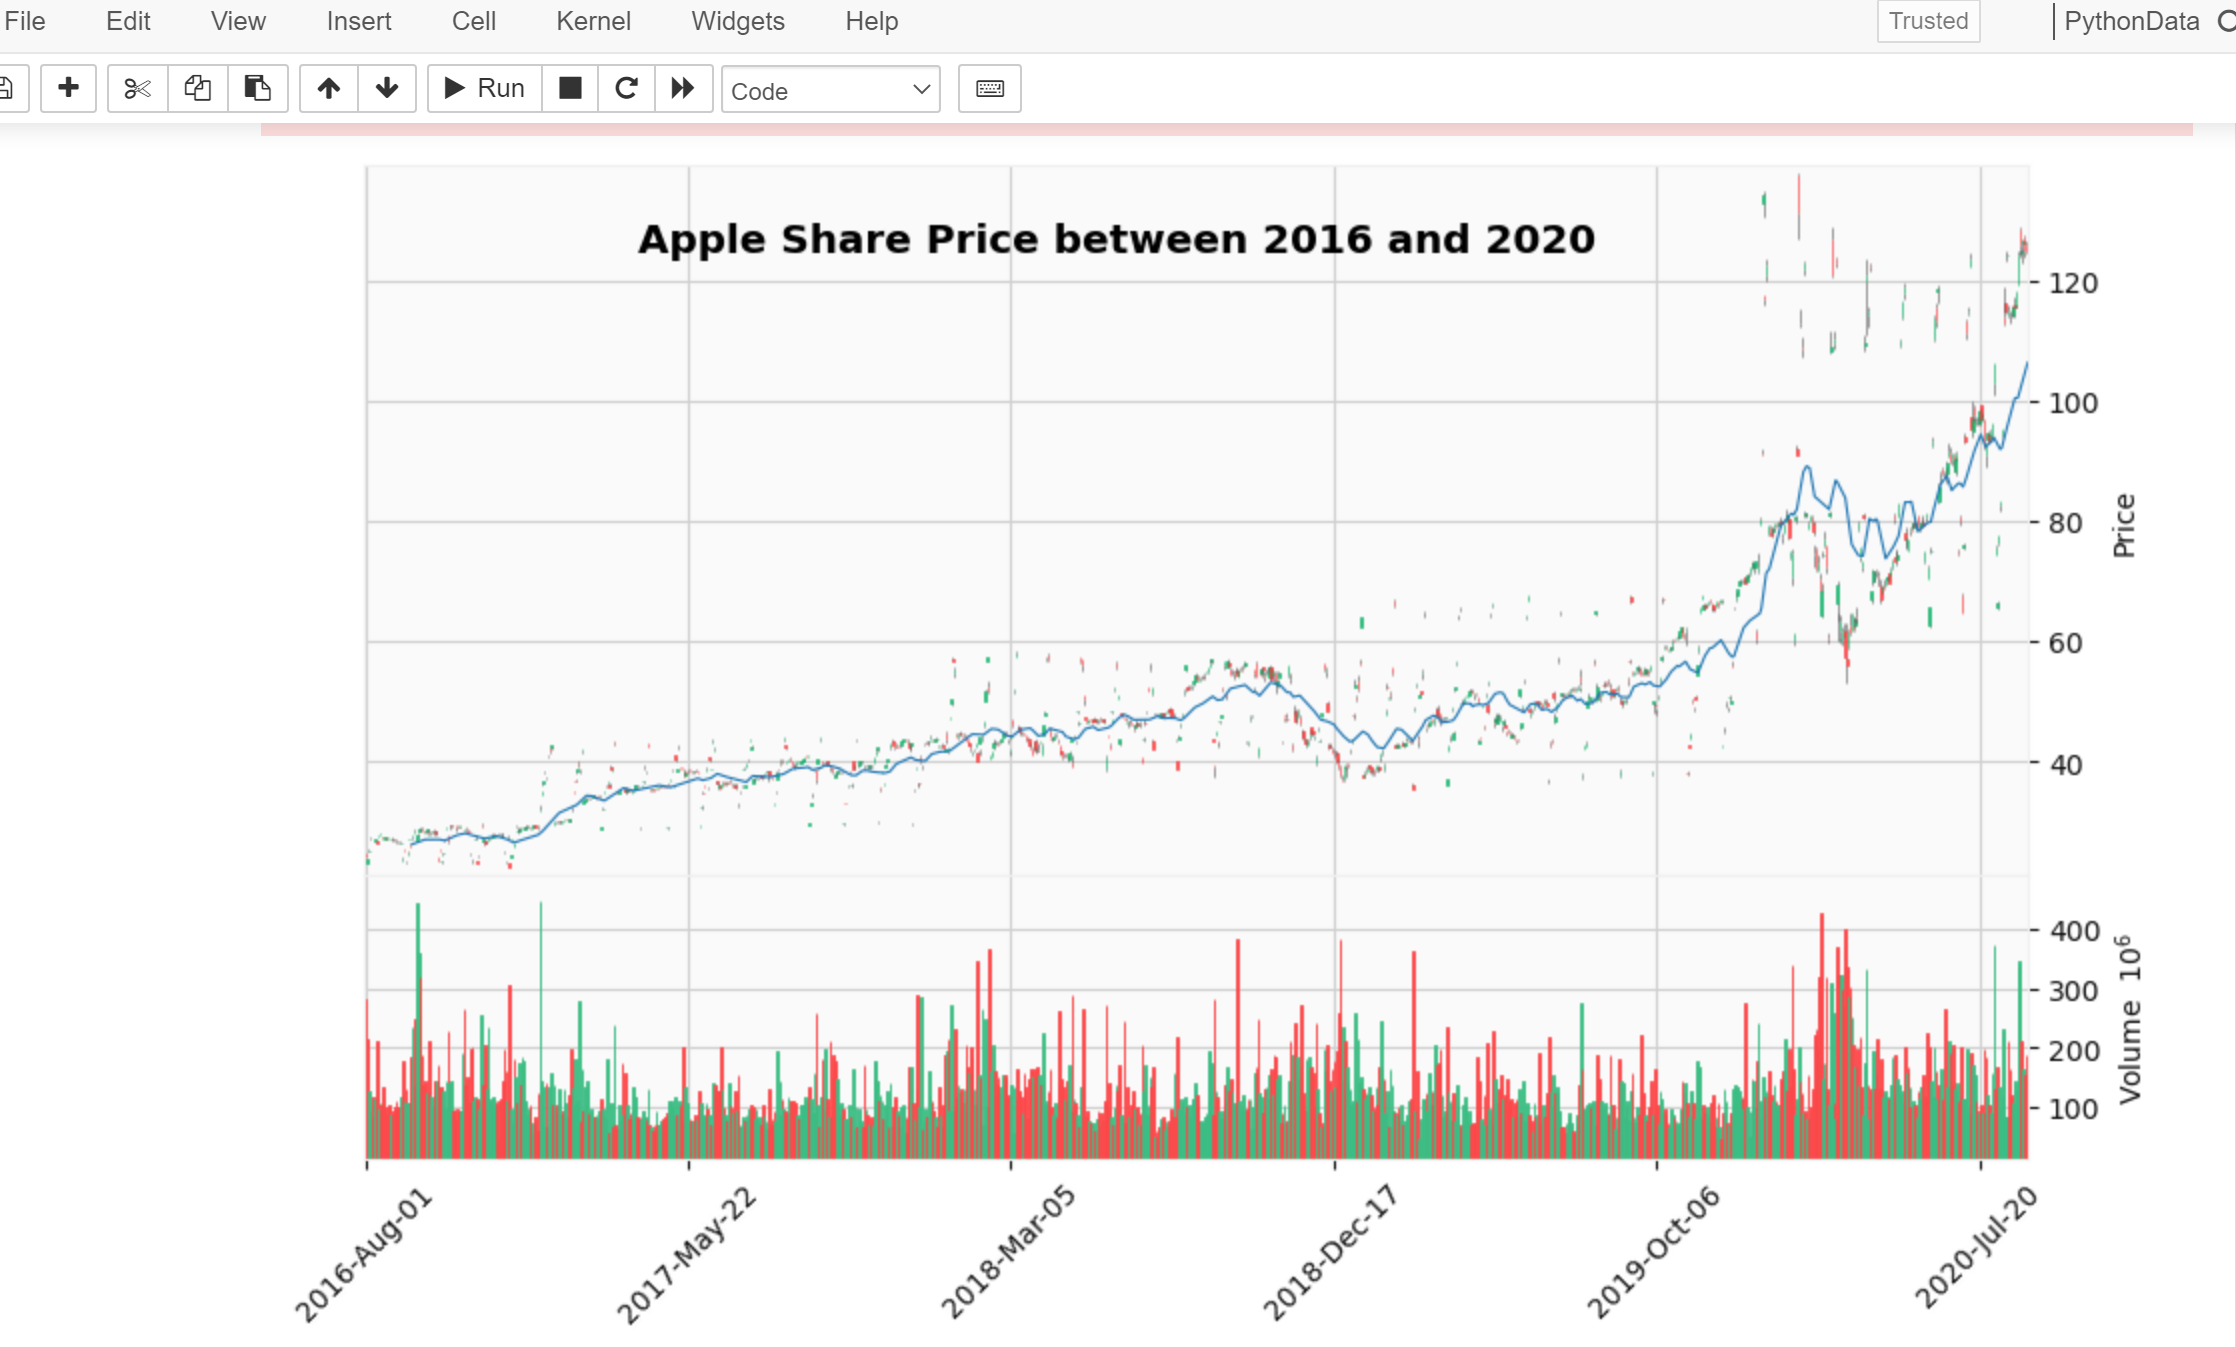 File Edit View Insert Cell Kernel Widgets Help Trusted PythonData
Run Code
Apple Share Price between 2016 and 2020
120
100
80
60
40
Price
400
300
200
100
Volume 10⁶
2016-Aug-01 2017-May-22 2018-Mar-05 2018-Dec-17 2019-Oct-06 2020-Jul-20